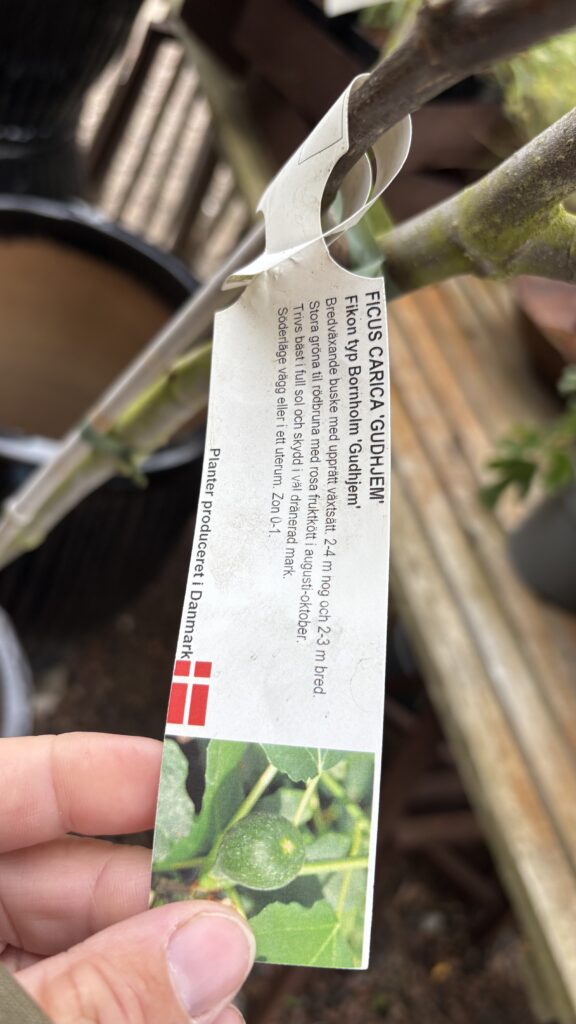 FICUS CARICA 'GUDHJEM'
Fikon typ Bornholm 'Gudhjem'
Bredväxande buske med upprätt växtsätt. 2-4 m hög och 2-3 m bred.
Stora gröna til rödbruna med rosa fruktkött i augusti-oktober.
Trivs bäst i full sol och skydd i väl dränerad mark.
Söderläge vägg eller i ett uterum. Zon 0-1.
Planter produceret i Danmark